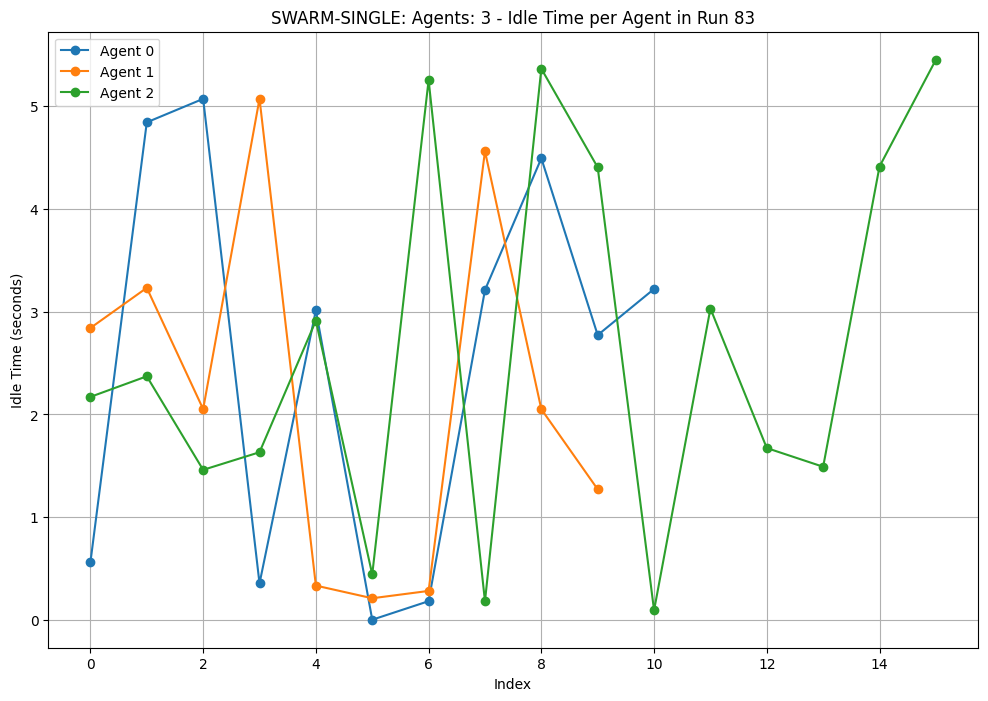 SWARM-SINGLE: Agents: 3 - Idle Time per Agent in Run 83
Agent 0
Agent 1
Agent 2
Idle Time (seconds)
5
4
3
2
1
0
0 2 4 6 8 10 12 14
Index